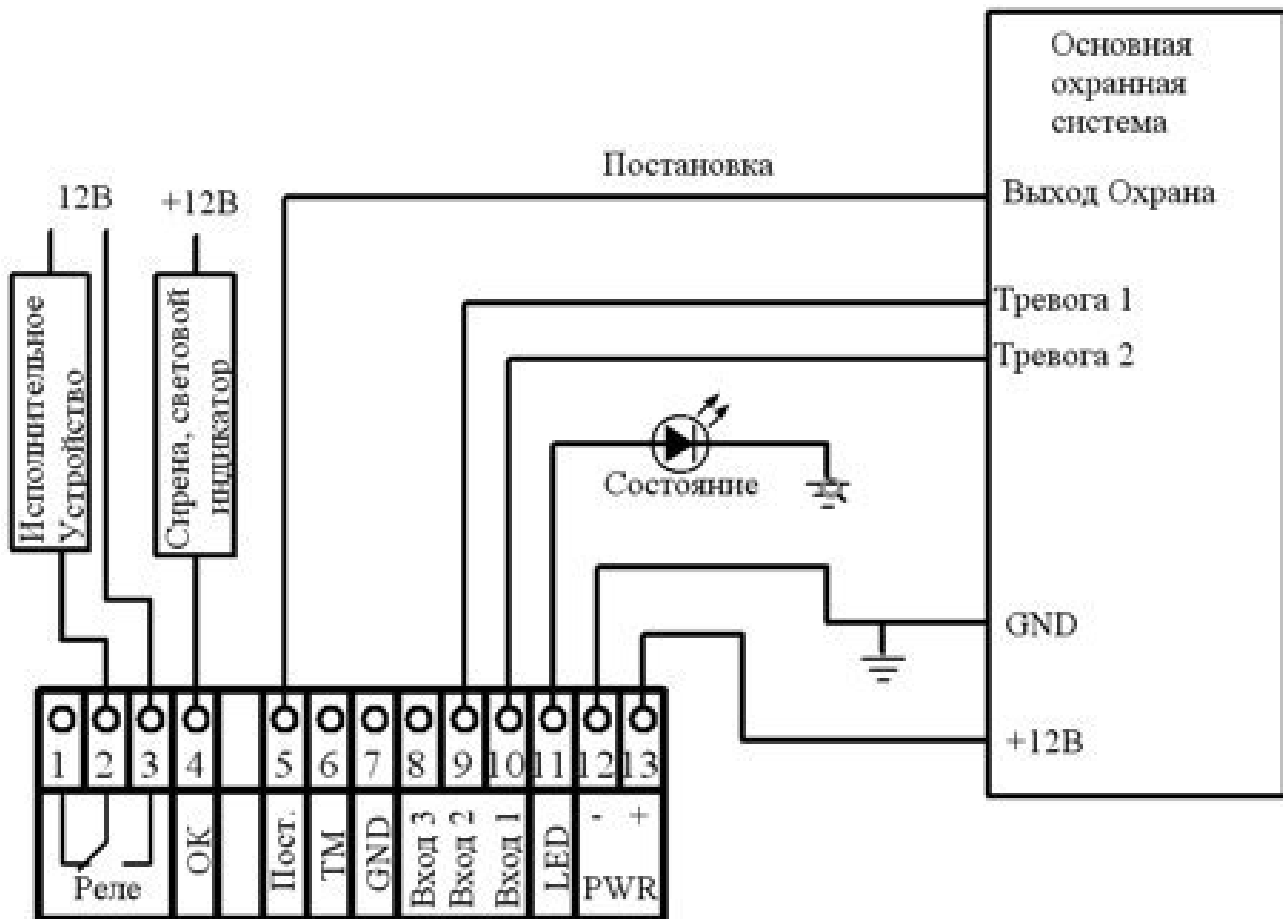 Основная
охранная
система
Постановка
Выход Охрана
12В
+12В
Тревога 1
Тревога 2
Исполнительное
Устройство
Сирена, световой
индикатор
Состояние
GND
+12В
1 2 3 4 5 6 7 8 9 10 11 12 13
Реле
ОК
Пост.
ТМ
GND
Вход 3
Вход 2
Вход 1
LED
- +
PWR